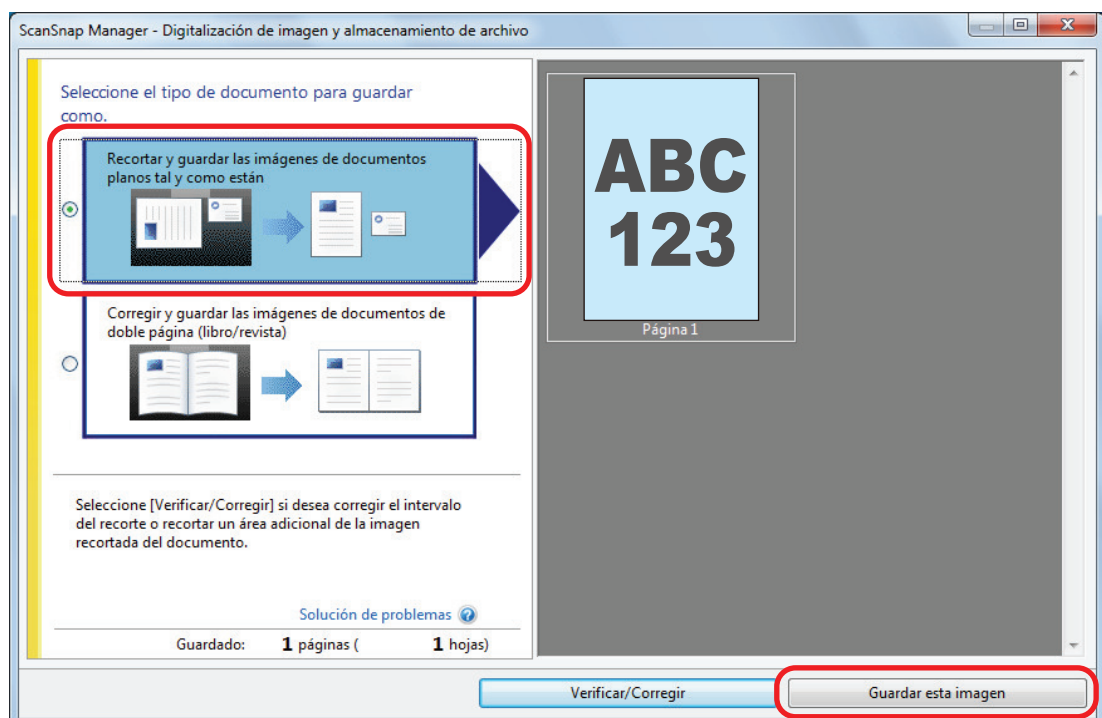 ScanSnap Manager - Digitalización de imagen y almacenamiento de archivo
Seleccione el tipo de documento para guardar
como.
Recortar y guardar las imágenes de documentos
planos tal y como están
Corregir y guardar las imágenes de documentos de
doble página (libro/revista)
Seleccione [Verificar/Corregir] si desea corregir el intervalo
del recorte o recortar un área adicional de la imagen
recortada del documento.
Solución de problemas ?
Guardado: 1 páginas ( 1 hojas)
ABC
123
Página 1
Verificar/Corregir
Guardar esta imagen